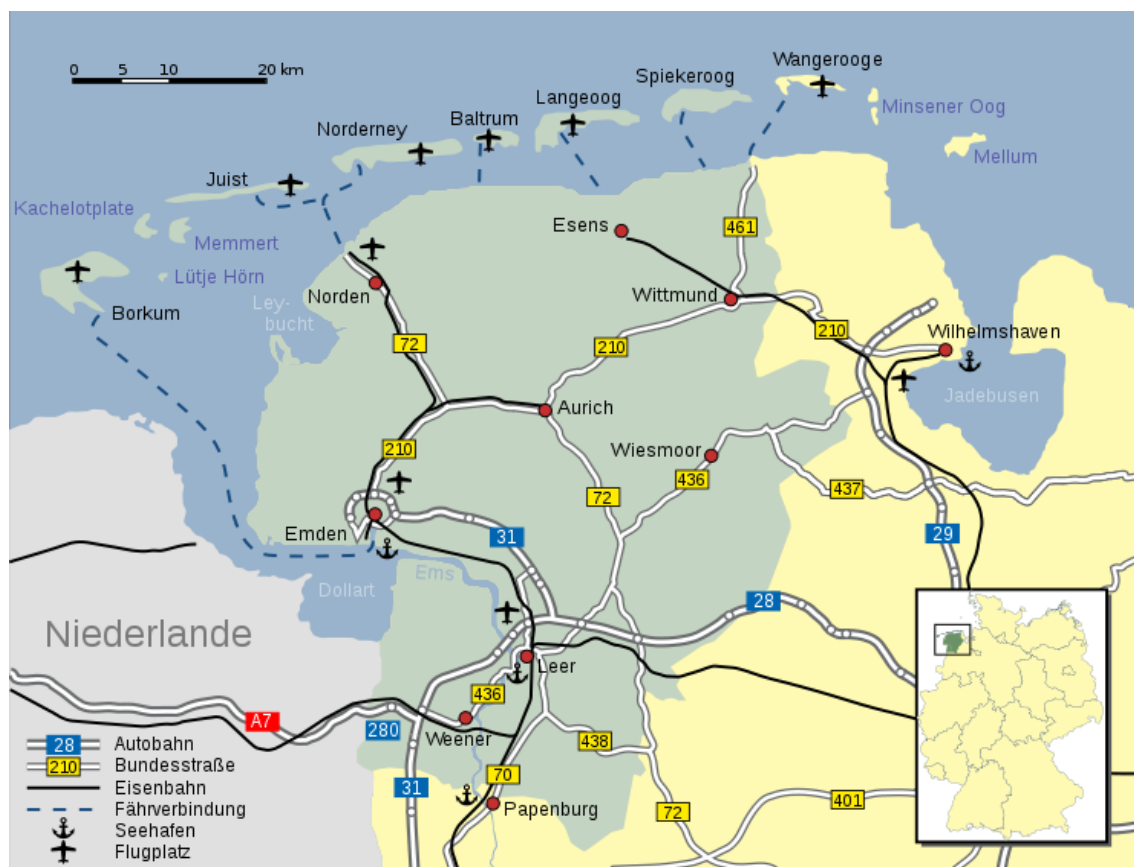 0 5 10 20 km
Wangerooge
Spiekeroog
Minsener Oog
Langeoog
Baltrum
Norderney
Mellum
Juist
Kachelotplate
Memmert
Lütje Hörn
Borkum
Esens
461
Norden
Ley-
bucht
Wittmund
210
Wilhelmshaven
72
210
Jadebusen
Aurich
210
Wiesmoor
436
437
72
Emden
31
29
Ems
Dollart
28
Niederlande
Leer
436
A7
280
Weener
438
70
31
Papenburg
72
401
28 Autobahn
210 Bundesstraße
Eisenbahn
Fährverbindung
Seehafen
Flugplatz